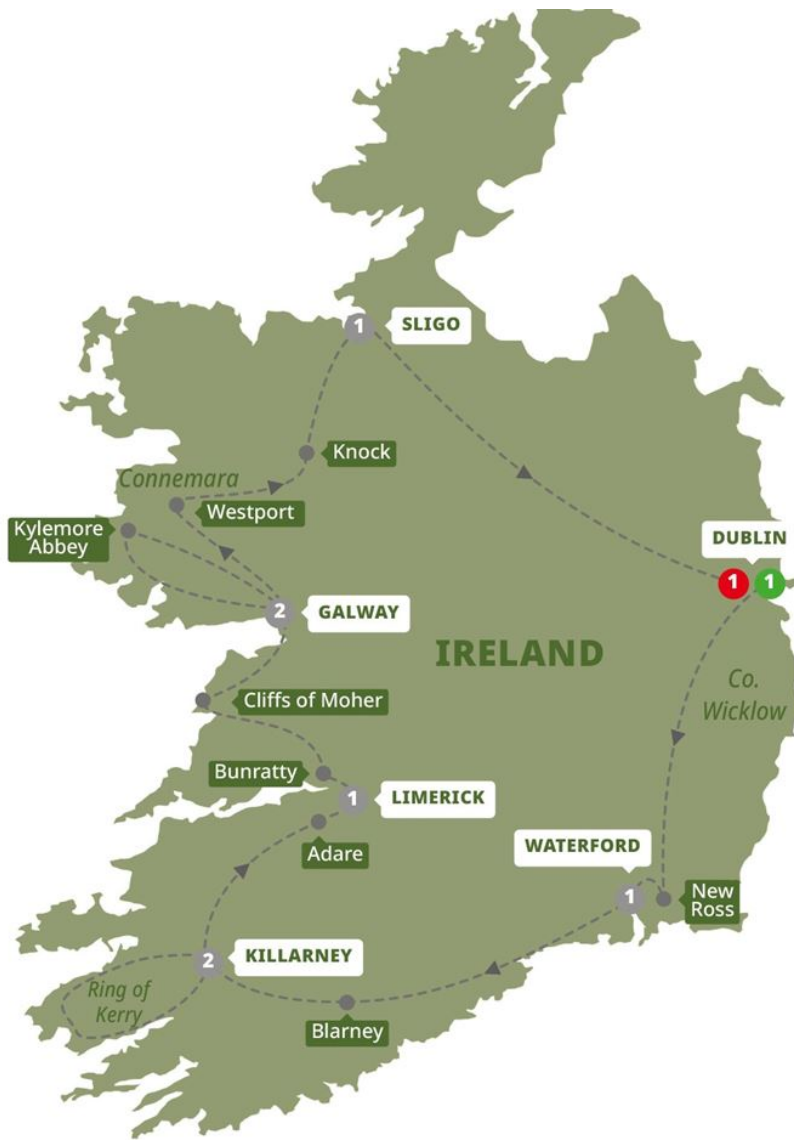 1
SLIGO
Knock
Connemara
Westport
Kylemore
Abbey
DUBLIN
1
1
2
GALWAY
IRELAND
Co.
Wicklow
Cliffs of Moher
Bunratty
1
LIMERICK
Adare
WATERFORD
1
New
Ross
2
KILLARNEY
Ring of
Kerry
Blarney